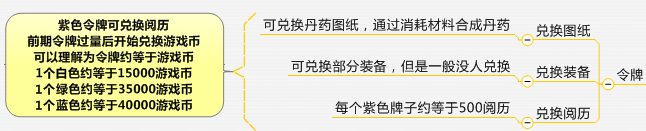 紫色令牌可兑换阅历
前期令牌过量后开始兑换游戏币
可以理解为令牌约等于游戏币
1个白色约等于15000游戏币
1个绿色约等于35000游戏币
1个蓝色约等于40000游戏币
可兑换丹药图纸，通过消耗材料合成丹药
兑换图纸
可兑换部分装备，但是一般没人兑换
兑换装备
令牌
每个紫色牌子约等于500阅历
兑换阅历